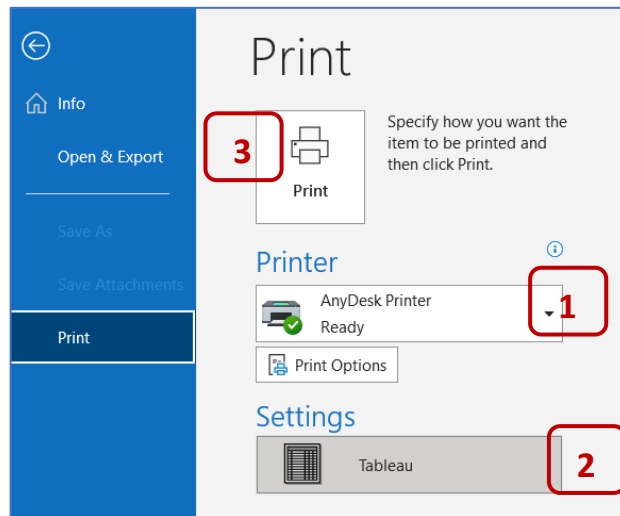 Print
Info
Open & Export
Save As
Save Attachments
Print
3
Print
Specify how you want the
item to be printed and
then click Print.
Printer
AnyDesk Printer
Ready
1
Print Options
Settings
Tableau
2